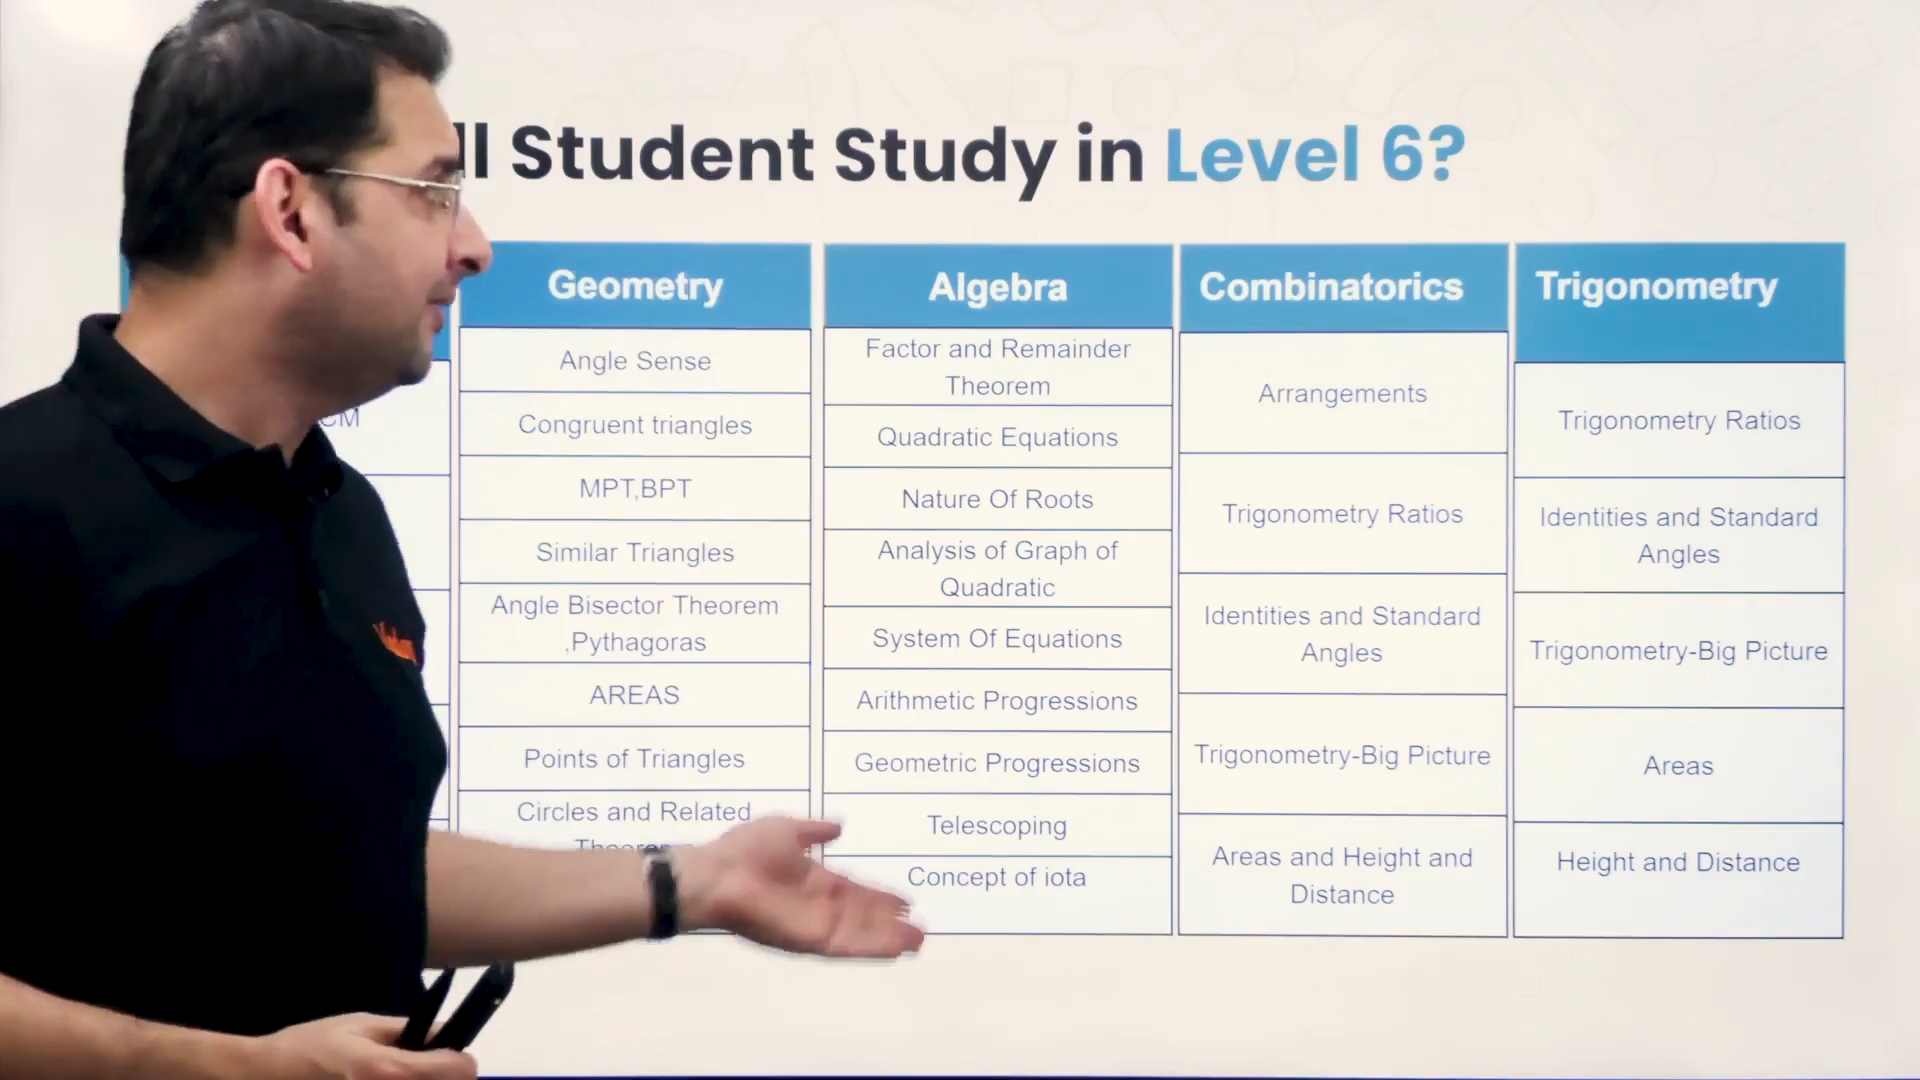 Student Study in Level 6?
Geometry
Angle Sense
Congruent triangles
MPT,BPT
Similar Triangles
Angle Bisector Theorem
,Pythagoras
AREAS
Points of Triangles
Circles and Related
Algebra
Factor and Remainder
Theorem
Quadratic Equations
Nature Of Roots
Analysis of Graph of
Quadratic
System Of Equations
Arithmetic Progressions
Geometric Progressions
Telescoping
Concept of iota
Combinatorics
Arrangements
Trigonometry Ratios
Identities and Standard
Angles
Trigonometry-Big Picture
Areas and Height and
Distance
Trigonometry
Trigonometry Ratios
Identities and Standard
Angles
Trigonometry-Big Picture
Areas
Height and Distance